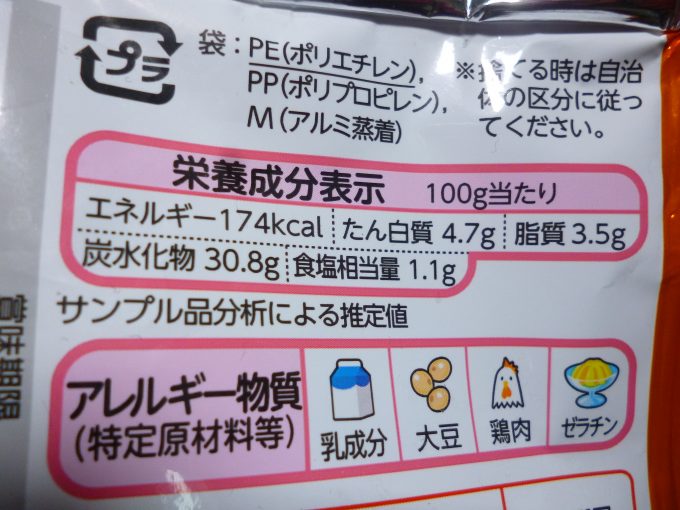 プラ
袋：PE(ポリエチレン),
PP(ポリプロピレン),
M(アルミ蒸着)
※捨てる時は自治
体の区分に従っ
てください。
栄養成分表示 100g当たり
エネルギー174kcal たん白質 4.7g 脂質 3.5g
炭水化物 30.8g 食塩相当量 1.1g
サンプル品分析による推定値
賞味期限
アレルギー物質
(特定原材料等)
乳成分 大豆 鶏肉 ゼラチン